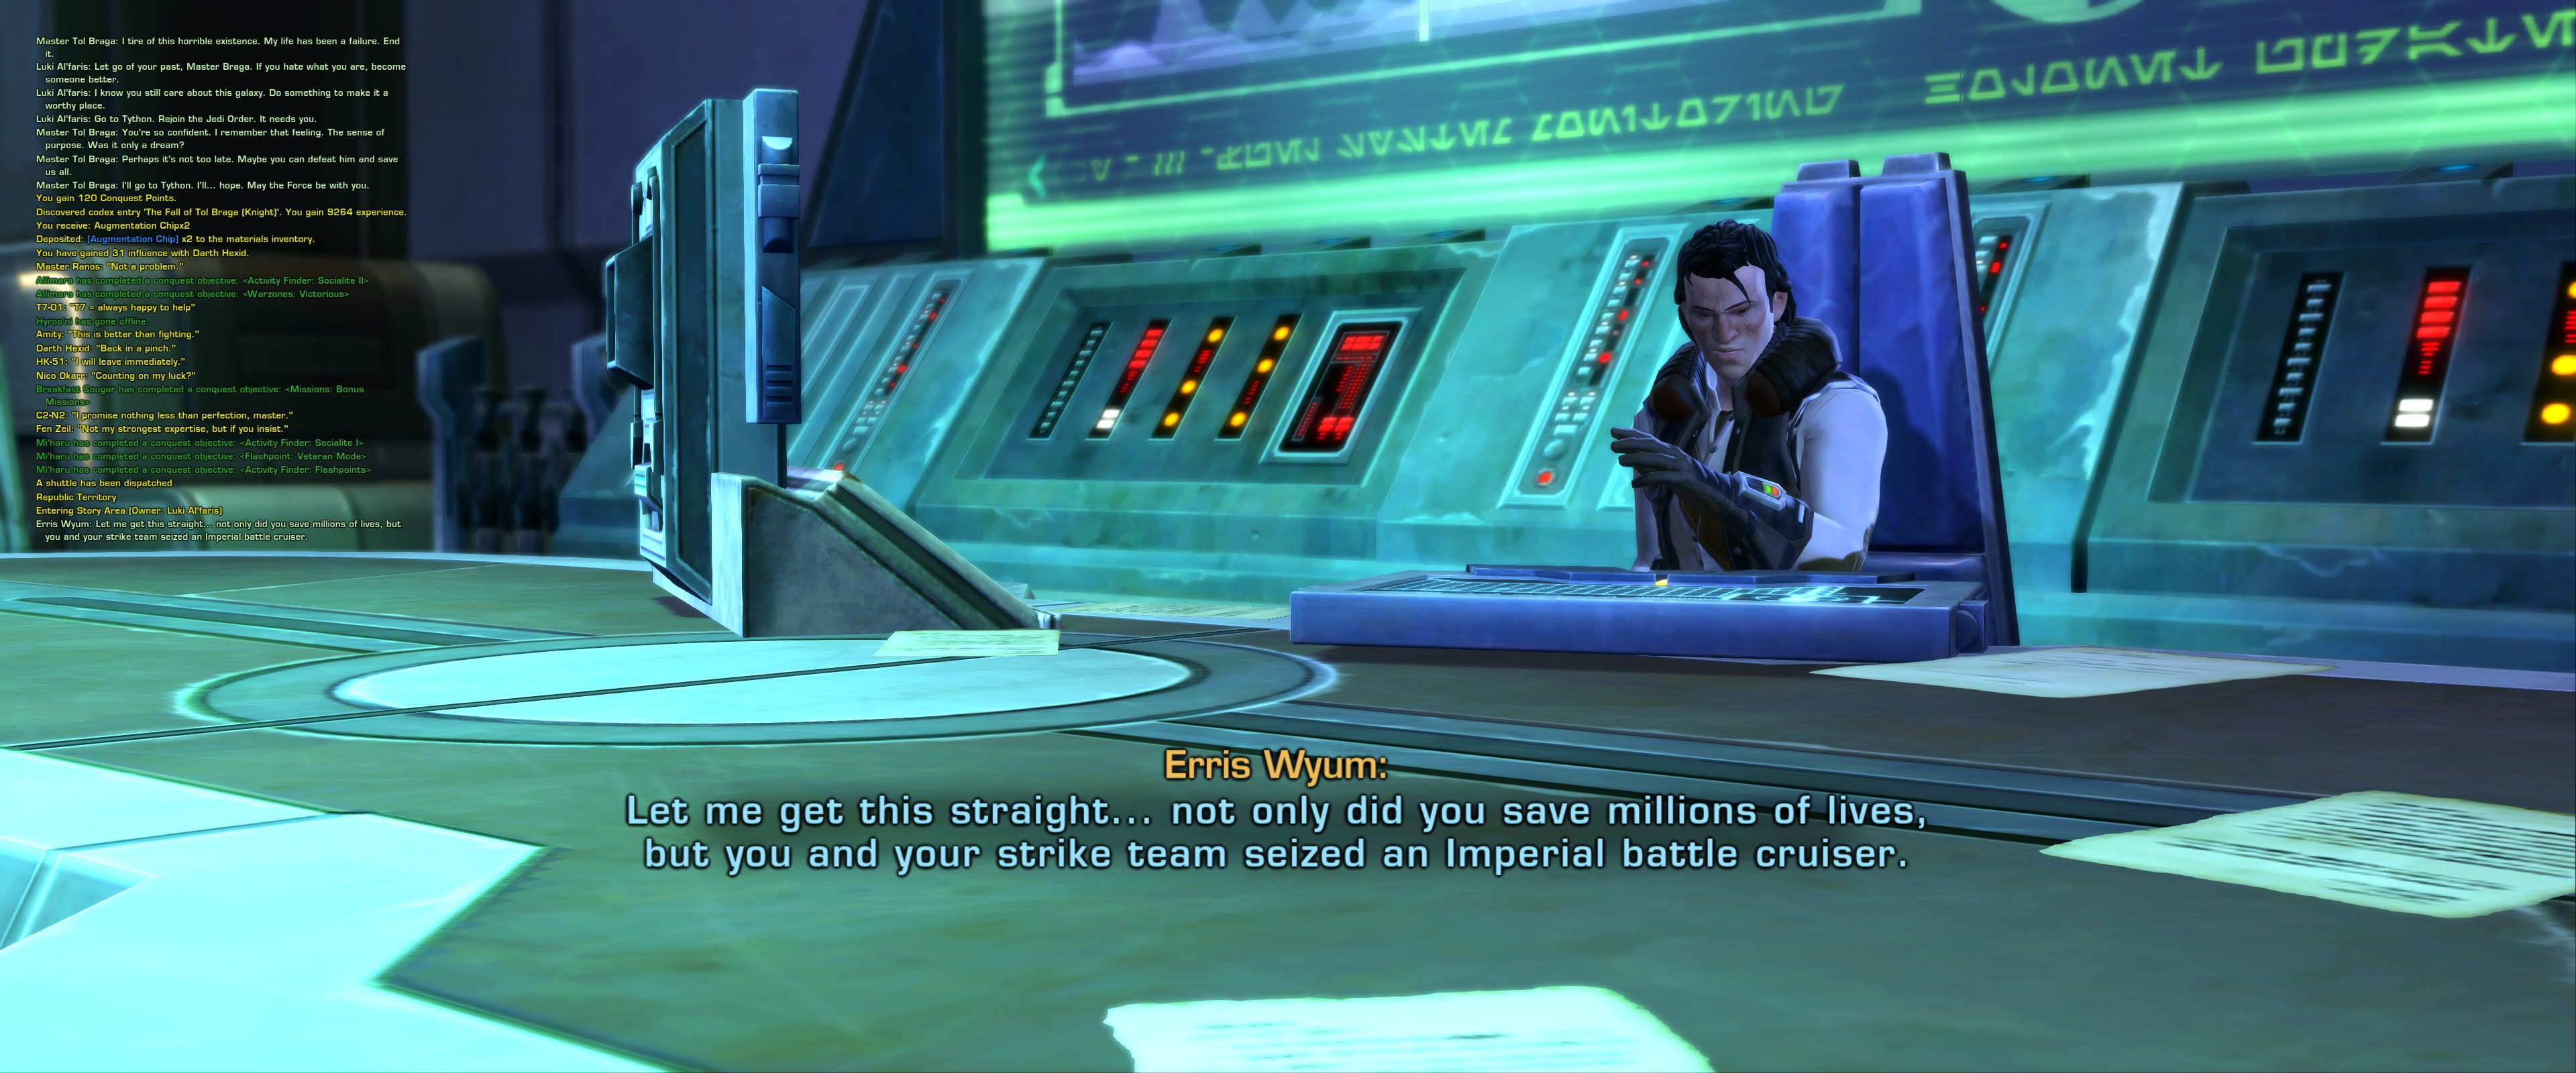 Master Tol Braga: I tire of this horrible existence. My life has been a failure. End
it.
Luki Al'faris: Let go of your past, Master Braga. If you hate what you are, become
someone better.
Luki Al'faris: I know you still care about this galaxy. Do something to make it a
worthy place.
Luki Al'faris: Go to Tython. Rejoin the Jedi Order. It needs you.
Master Tol Braga: You're so confident. I remember that feeling. The sense of
purpose. Was it only a dream?
Master Tol Braga: Perhaps it's not too late. Maybe you can defeat him and save
us all.
Master Tol Braga: I'll go to Tython. I'll... hope. May the Force be with you.
You gain 120 Conquest Points.
Discovered codex entry 'The Fall of Tol Braga (Knight)'. You gain 9264 experience.
You receive: Augmentation Chipx2
Deposited: [Augmentation Chip] x2 to the materials inventory.
You have gained 31 influence with Darth Hexid.
Master Ranos: "Not a problem."
has completed a conquest objective: <Activity Finder: Socialite II>
has completed a conquest objective: <Warzones: Victorious>
T7-01: "T7 = always happy to help"
has gone offline.
Amity: "This is better than fighting."
Darth Hexid: "Back in a pinch."
HK-51: "I will leave immediately."
Nico Okarr: "Counting on my luck?"
Breakfast Cougar has completed a conquest objective: <Missions: Bonus
Missions>
C2-N2: "I promise nothing less than perfection, master."
Fen Zeil: "Not my strongest expertise, but if you insist."
Mi'haru has completed a conquest objective: <Activity Finder: Socialite I>
Mi'haru has completed a conquest objective: <Flashpoint: Veteran Mode>
Mi'haru has completed a conquest objective: <Activity Finder: Flashpoints>
A shuttle has been dispatched
Republic Territory
Entering Story Area (Owner: Luki Al'faris)
Erris Wyum: Let me get this straight... not only did you save millions of lives, but
you and your strike team seized an Imperial battle cruiser.
Erris Wyum:
Let me get this straight... not only did you save millions of lives,
but you and your strike team seized an Imperial battle cruiser.